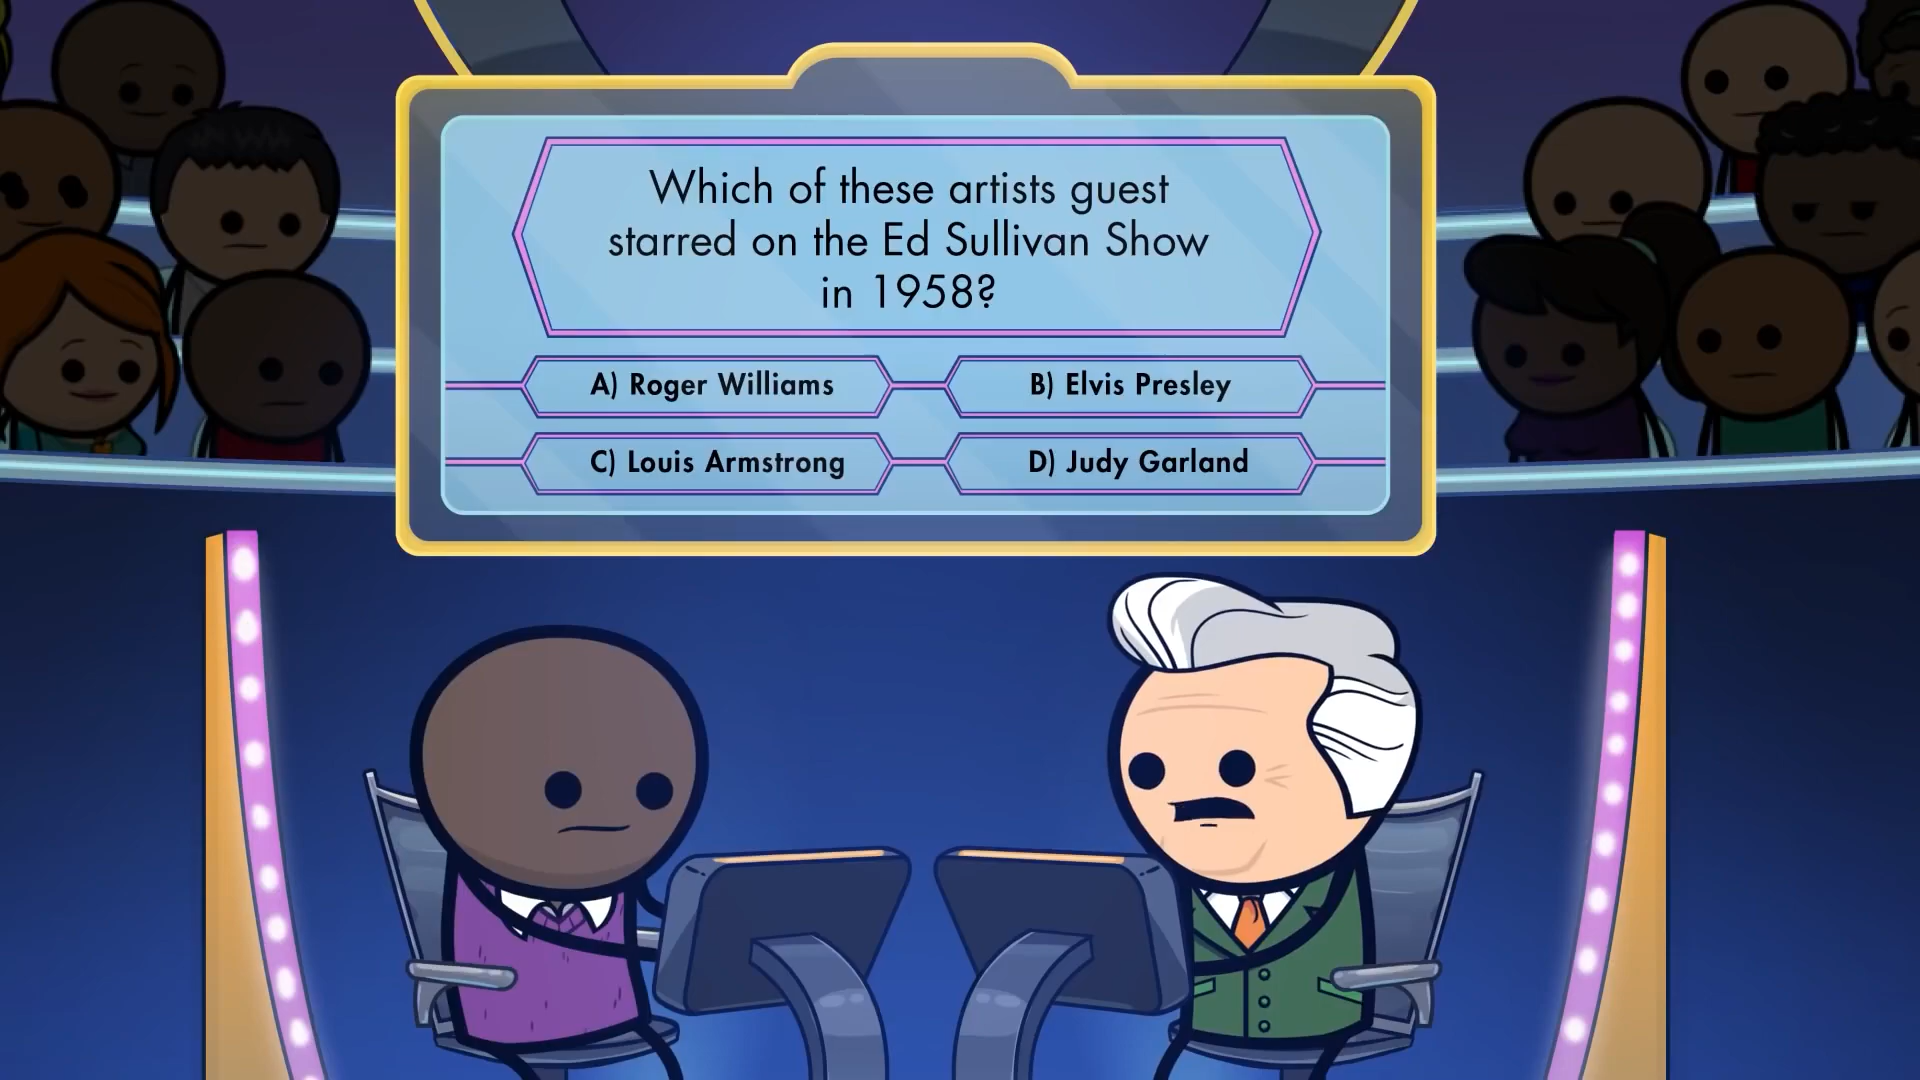 Which of these artists guest
starred on the Ed Sullivan Show
in 1958?
A) Roger Williams
B) Elvis Presley
C) Louis Armstrong
D) Judy Garland